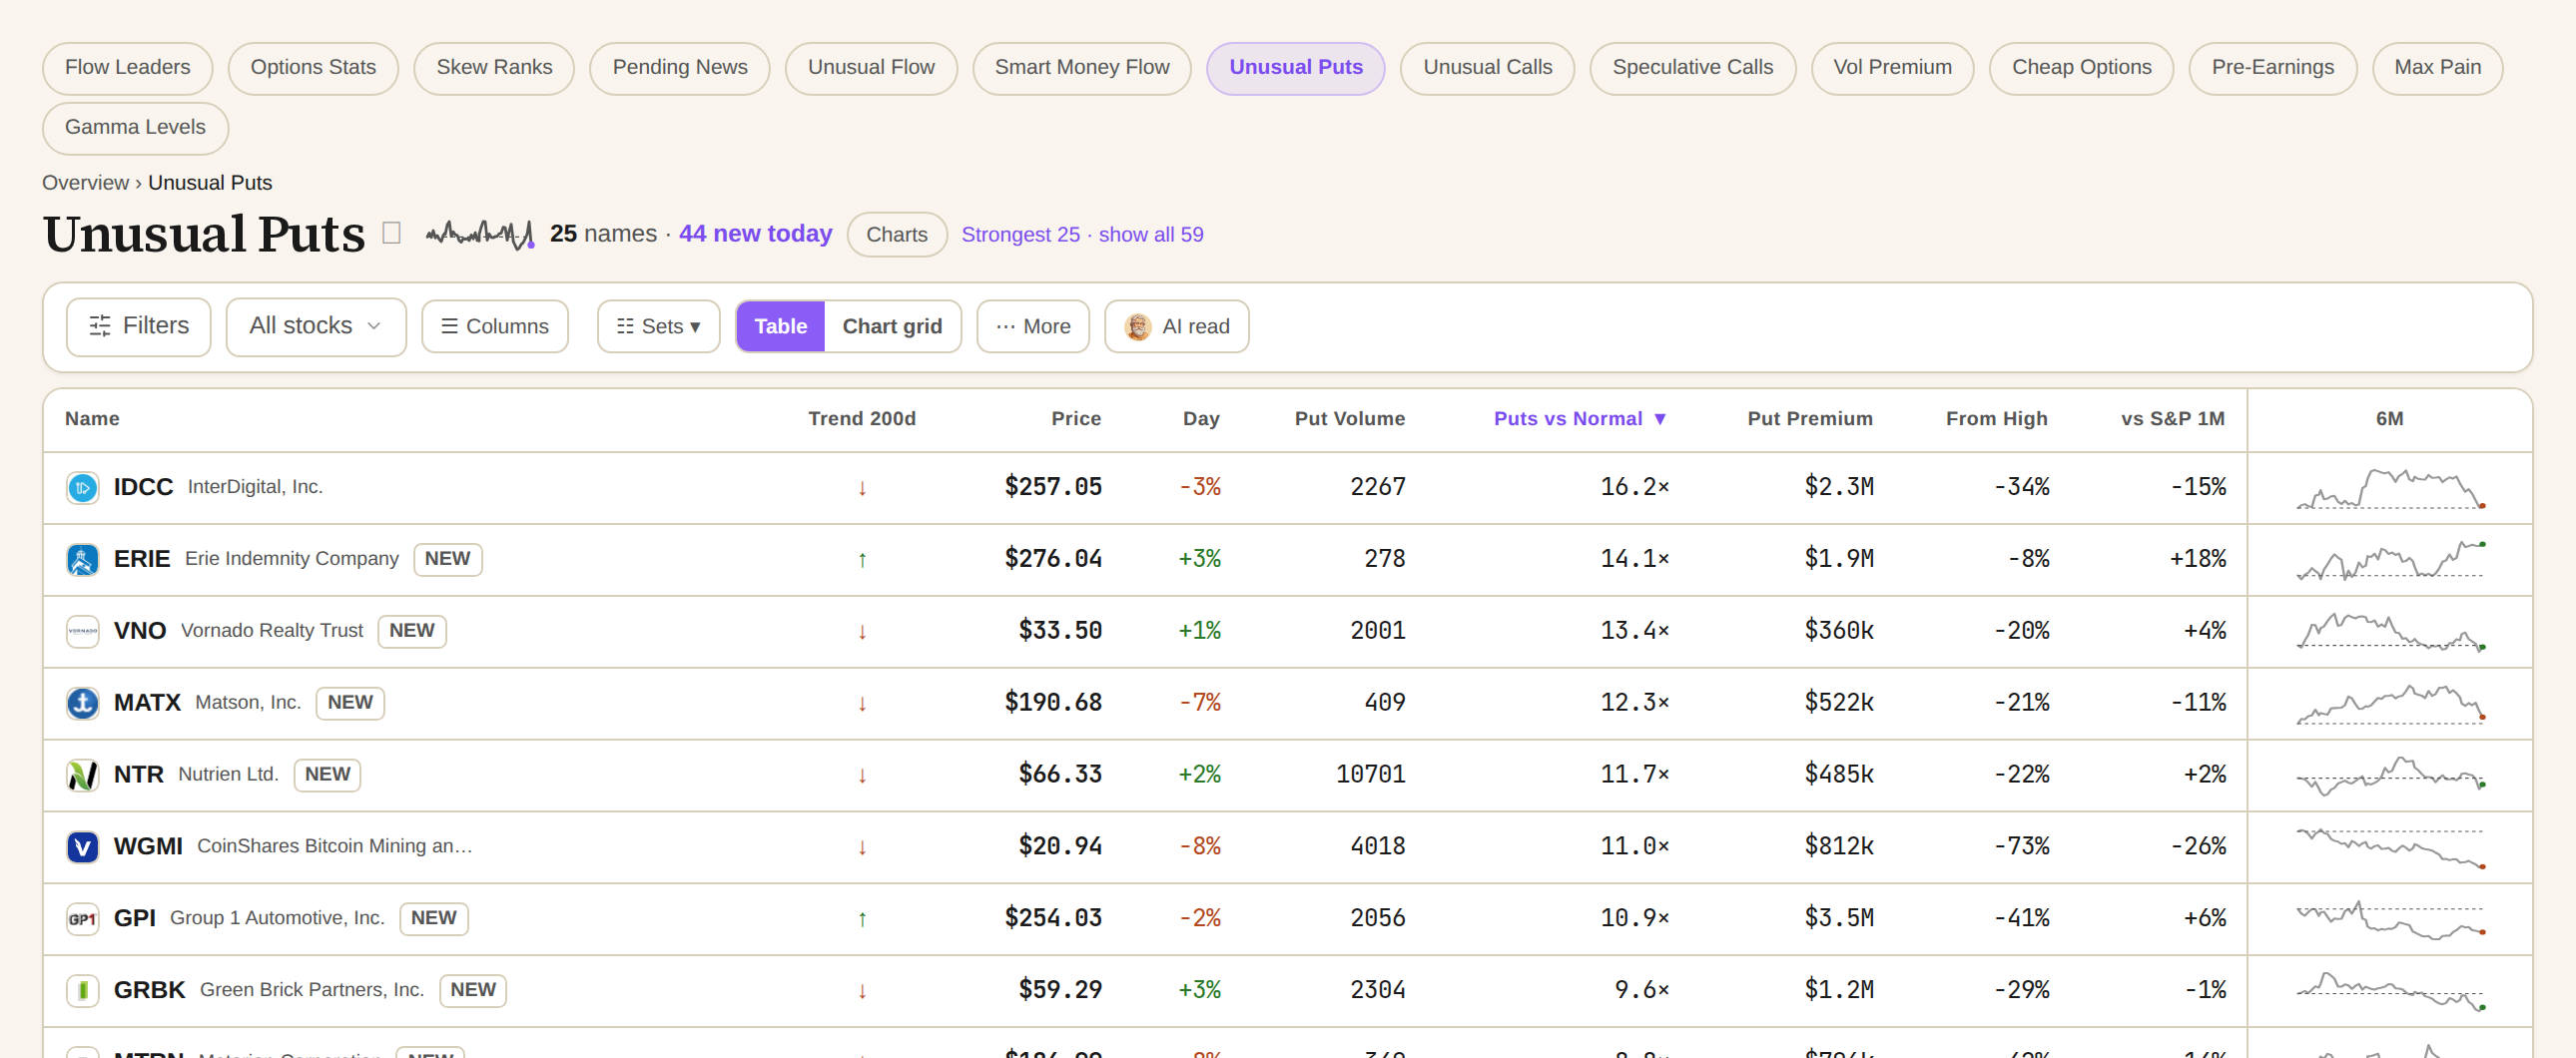 Flow Leaders Options Stats Skew Ranks Pending News Unusual Flow Smart Money Flow Unusual Puts Unusual Calls Speculative Calls Vol Premium Cheap Options Pre-Earnings Max Pain
Gamma Levels
Overview › Unusual Puts
Unusual Puts 25 names · 44 new today Charts Strongest 25 · show all 59
Filters All stocks Columns Sets ▾ Table Chart grid ··· More AI read
Name Trend 200d Price Day Put Volume Puts vs Normal ▼ Put Premium From High vs S&P 1M 6M
IDCC InterDigital, Inc. ↓ $257.05 -3% 2267 16.2× $2.3M -34% -15%
ERIE Erie Indemnity Company NEW ↑ $276.04 +3% 278 14.1× $1.9M -8% +18%
VORNADO VNO Vornado Realty Trust NEW ↓ $33.50 +1% 2001 13.4× $360k -20% +4%
MATX Matson, Inc. NEW ↓ $190.68 -7% 409 12.3× $522k -21% -11%
NTR Nutrien Ltd. NEW ↓ $66.33 +2% 10701 11.7× $485k -22% +2%
WGMI CoinShares Bitcoin Mining an… ↓ $20.94 -8% 4018 11.0× $812k -73% -26%
GP1 GPI Group 1 Automotive, Inc. NEW ↑ $254.03 -2% 2056 10.9× $3.5M -41% +6%
GRBK Green Brick Partners, Inc. NEW ↓ $59.29 +3% 2304 9.6× $1.2M -29% -1%